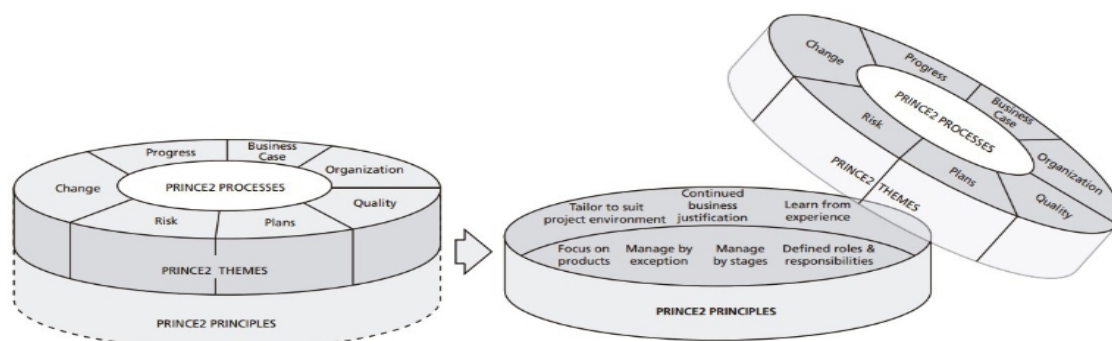 Progress
Business
Case
Organization
Change
PRINCE2 PROCESSES
Quality
Risk
Plans
PRINCE2 THEMES
PRINCE2 PRINCIPLES
Change
Progress
Business
Case
Organization
Quality
Plans
Risk
PRINCE2 PROCESSES
PRINCE2 THEMES
Tailor to suit
project environment
Continued
business
justification
Learn from
experience
Focus on
products
Manage by
exception
Manage
by stages
Defined roles &
responsibilities
PRINCE2 PRINCIPLES